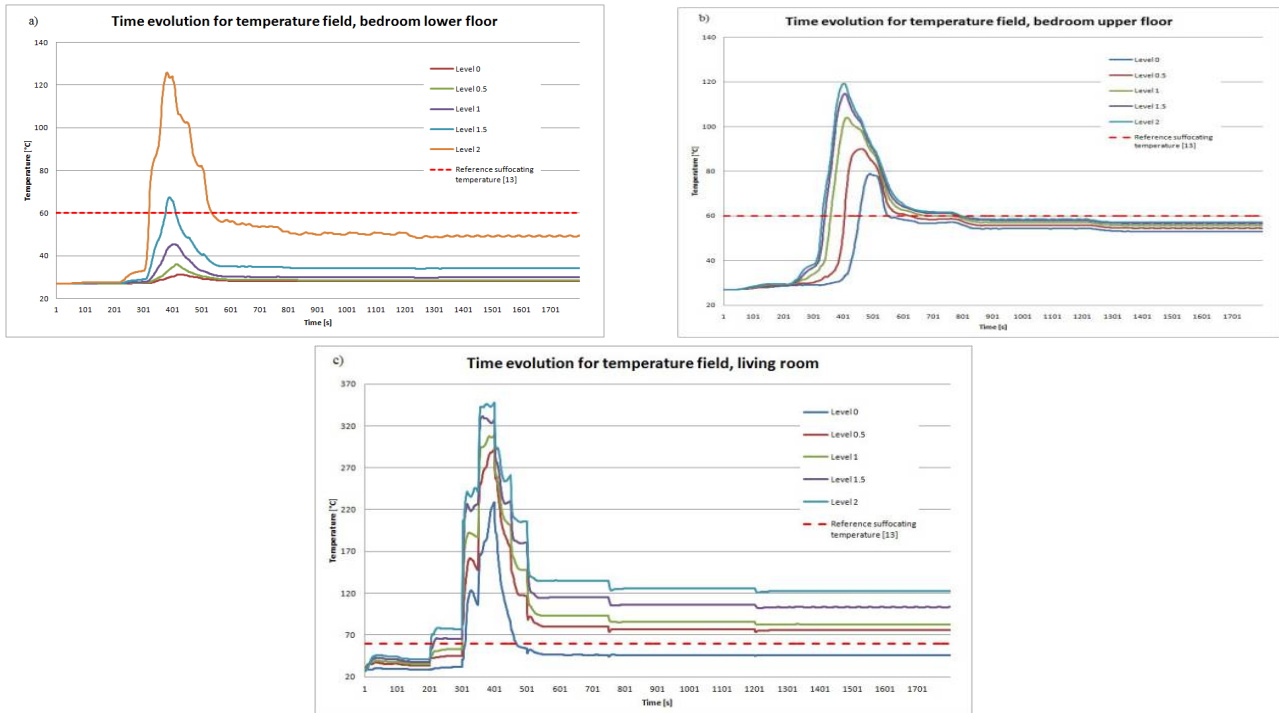 a)
Time evolution for temperature field, bedroom lower floor
140
120
100
80
60
40
20
Temperature [°C]
Level 0
Level 0.5
Level 1
Level 1.5
Level 2
Reference suffocating
temperature [13]
1 101 201 301 401 501 601 701 801 901 1001 1101 1201 1301 1401 1501 1601 1701
Time [s]
b)
Time evolution for temperature field, bedroom upper floor
140
120
100
80
60
40
20
Temperature [°C]
Level 0
Level 0.5
Level 1
Level 1.5
Level 2
Reference suffocating
temperature [13]
1 101 201 301 401 501 601 701 801 901 1001 1101 1201 1301 1401 1501 1601 1701
Time [s]
c)
Time evolution for temperature field, living room
370
320
270
220
170
120
70
20
Temperature [°C]
Level 0
Level 0.5
Level 1
Level 1.5
Level 2
Reference suffocating
temperature [13]
1 101 201 301 401 501 601 701 801 901 1001 1101 1201 1301 1401 1501 1601 1701
Time [s]